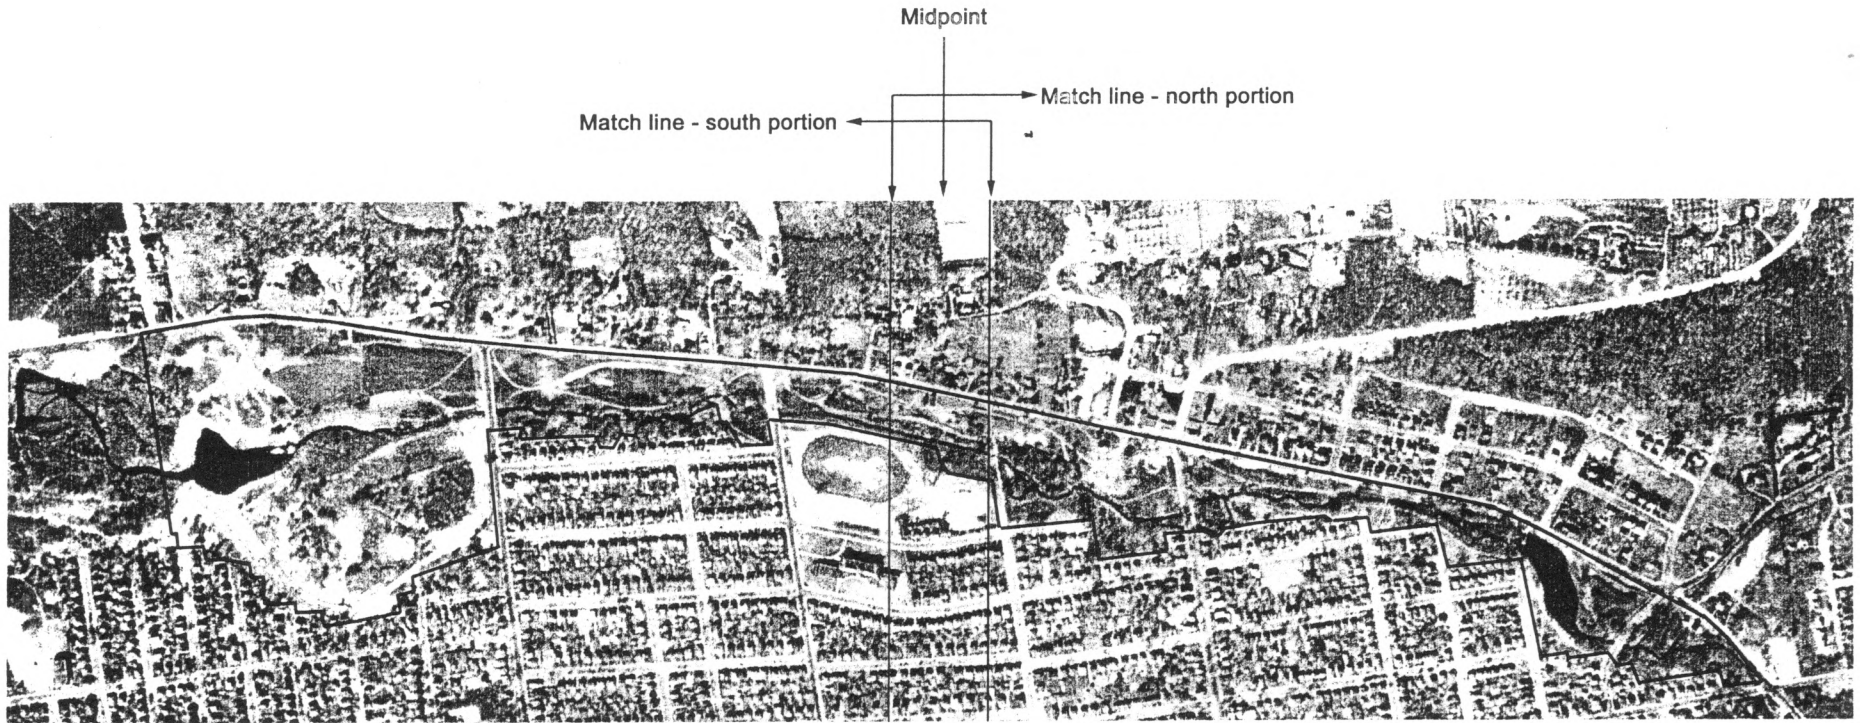 Midpoint
Match line - north portion
Match line - south portion